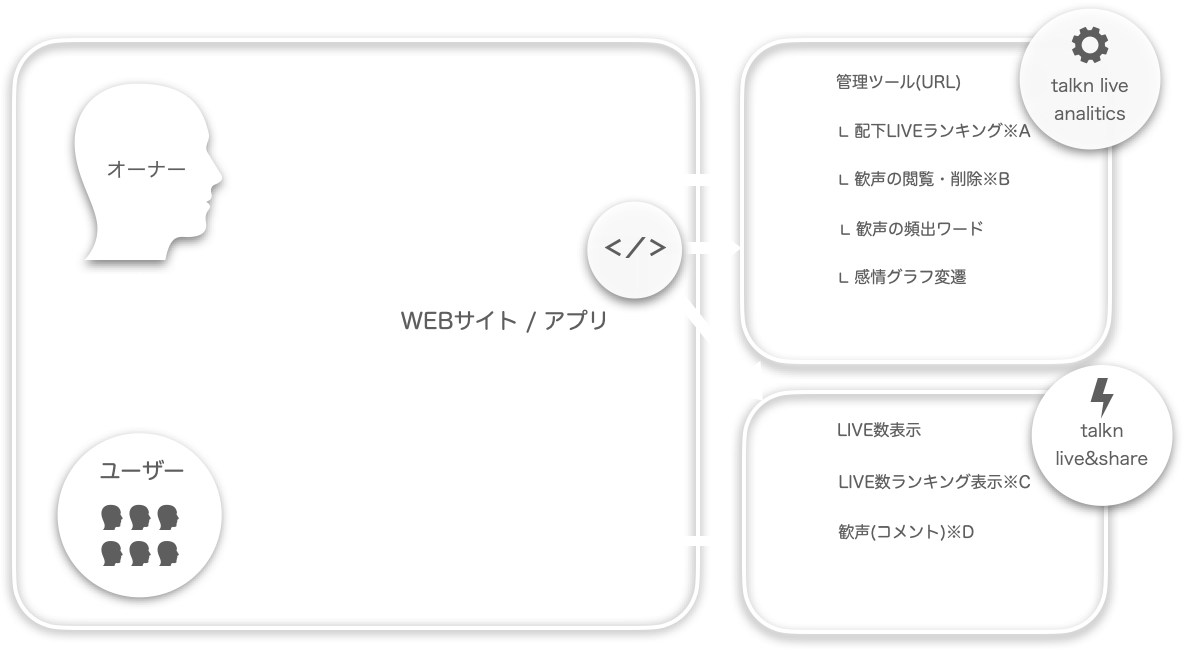 オーナー
</>
WEBサイト / アプリ
ユーザー
talkn live
analitics
管理ツール(URL)
∟ 配下LIVEランキング※A
∟ 歓声の閲覧・削除※B
∟ 歓声の頻出ワード
∟ 感情グラフ変遷
talkn
live&share
LIVE数表示
LIVE数ランキング表示※C
歓声(コメント)※D